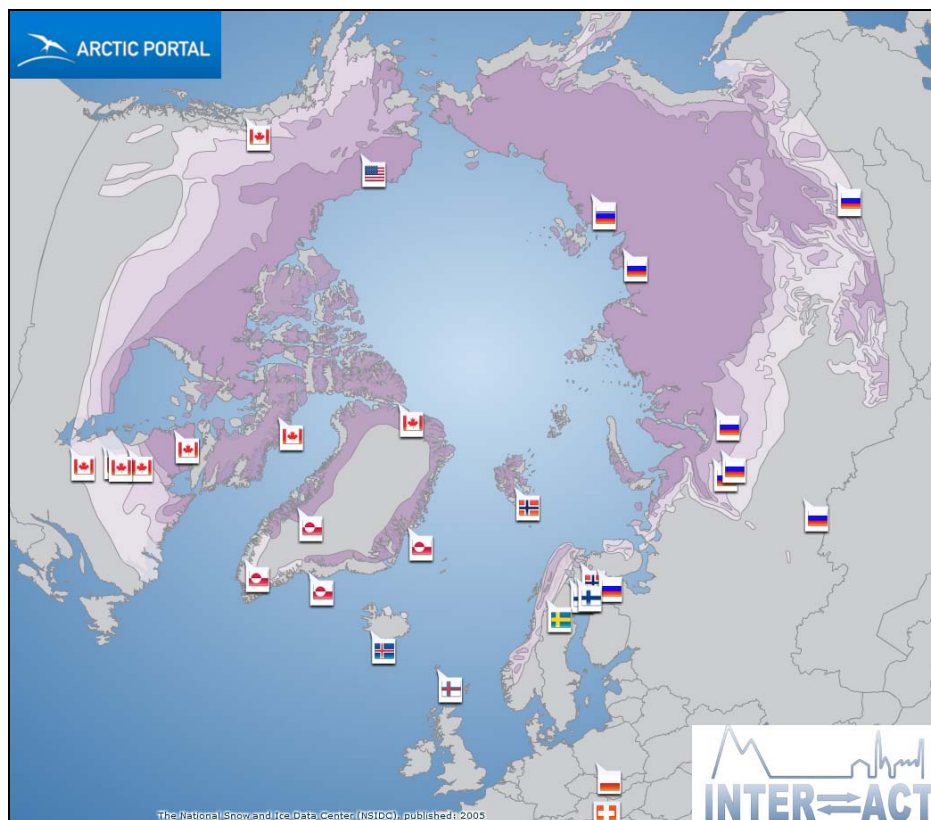 ARCTIC PORTAL
The National Snow and Ice Data Center (NSIDC), published: 2005
INTER ACT